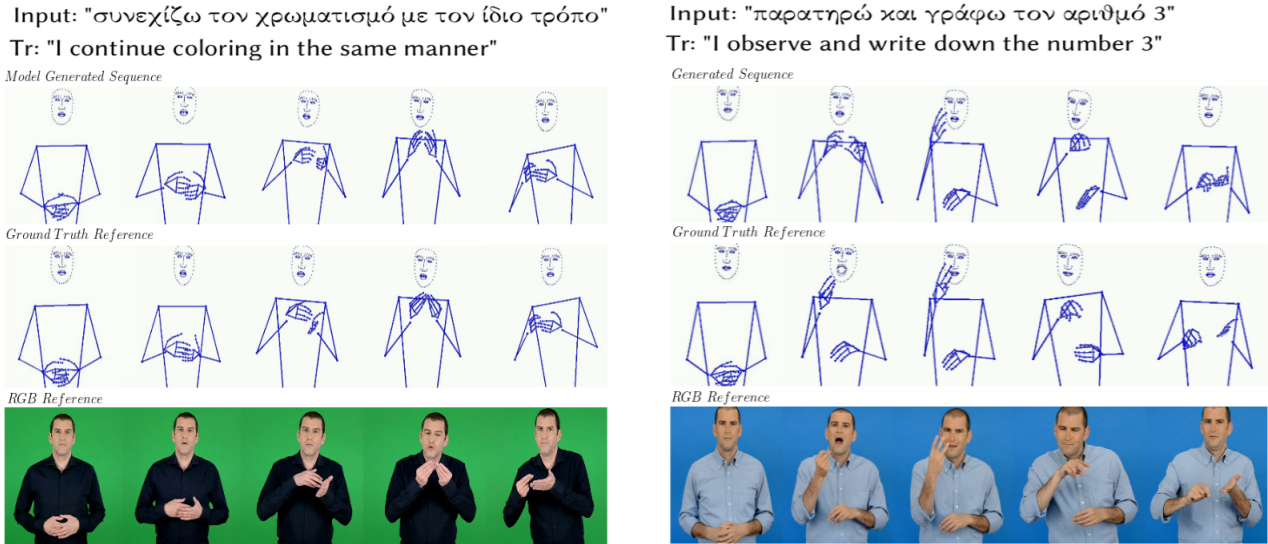 Input: "συνεχίζω τον χρωματισμό με τον ίδιο τρόπο"
Tr: "I continue coloring in the same manner"
Model Generated Sequence
Ground Truth Reference
RGB Reference
Input: "παρατηρώ και γράφω τον αριθμό 3"
Tr: "I observe and write down the number 3"
Generated Sequence
Ground Truth Reference
RGB Reference